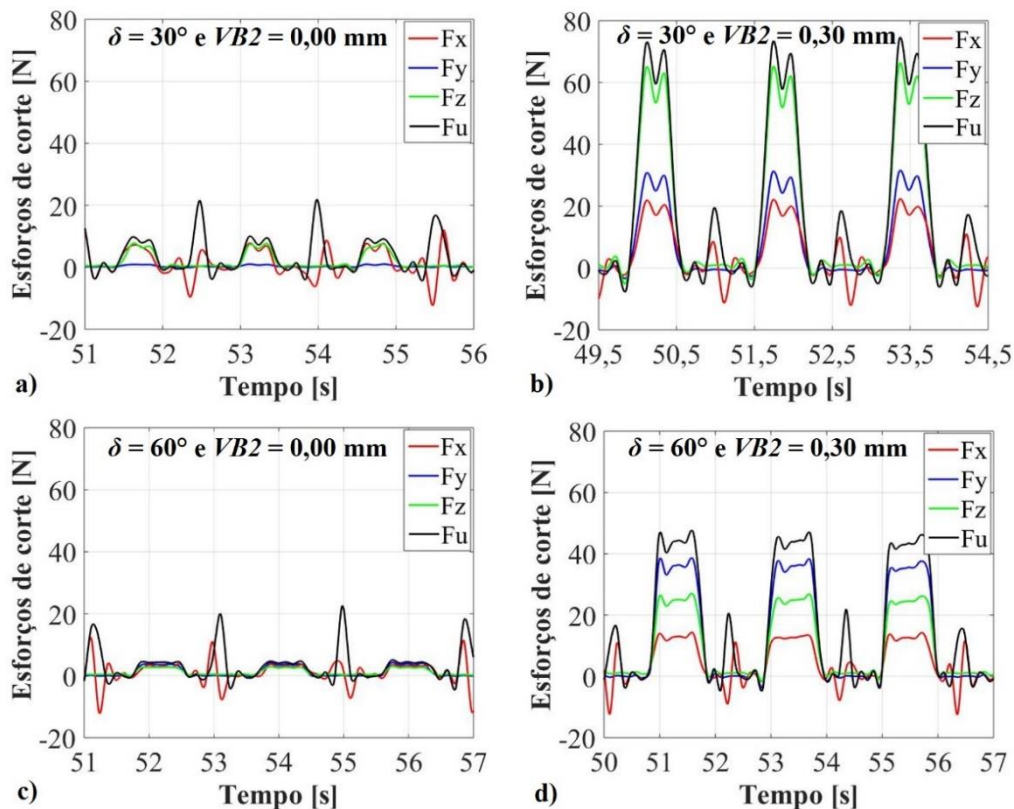 80
60
40
20
0
-20
Esforços de corte [N]
δ = 30° e VB2 = 0,00 mm
Fx
Fy
Fz
Fu
51 52 53 54 55 56
Tempo [s]
a)
80
60
40
20
0
-20
Esforços de corte [N]
δ = 30° e VB2 = 0,30 mm
Fx
Fy
Fz
Fu
49,5 50,5 51,5 52,5 53,5 54,5
Tempo [s]
b)
80
60
40
20
0
-20
Esforços de corte [N]
δ = 60° e VB2 = 0,00 mm
Fx
Fy
Fz
Fu
51 52 53 54 55 56 57
Tempo [s]
c)
80
60
40
20
0
-20
Esforços de corte [N]
δ = 60° e VB2 = 0,30 mm
Fx
Fy
Fz
Fu
50 51 52 53 54 55 56 57
Tempo [s]
d)